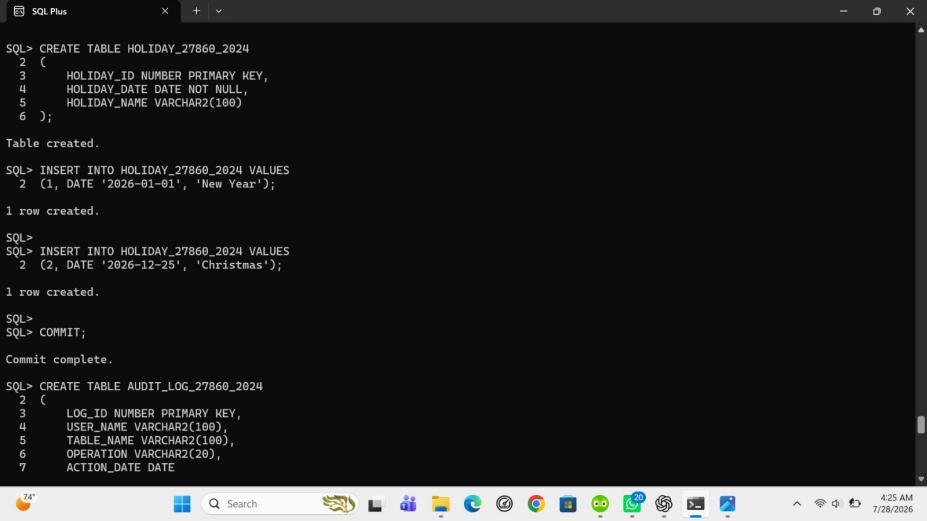 SQL Plus
SQL> CREATE TABLE HOLIDAY_27860_2024
2 (
3 HOLIDAY_ID NUMBER PRIMARY KEY,
4 HOLIDAY_DATE DATE NOT NULL,
5 HOLIDAY_NAME VARCHAR2(100)
6 );
Table created.
SQL> INSERT INTO HOLIDAY_27860_2024 VALUES
2 (1, DATE '2026-01-01', 'New Year');
1 row created.
SQL>
SQL> INSERT INTO HOLIDAY_27860_2024 VALUES
2 (2, DATE '2026-12-25', 'Christmas');
1 row created.
SQL>
SQL> COMMIT;
Commit complete.
SQL> CREATE TABLE AUDIT_LOG_27860_2024
2 (
3 LOG_ID NUMBER PRIMARY KEY,
4 USER_NAME VARCHAR2(100),
5 TABLE_NAME VARCHAR2(100),
6 OPERATION VARCHAR2(20),
7 ACTION_DATE DATE
74°
Search
20
4:25 AM
7/28/2026